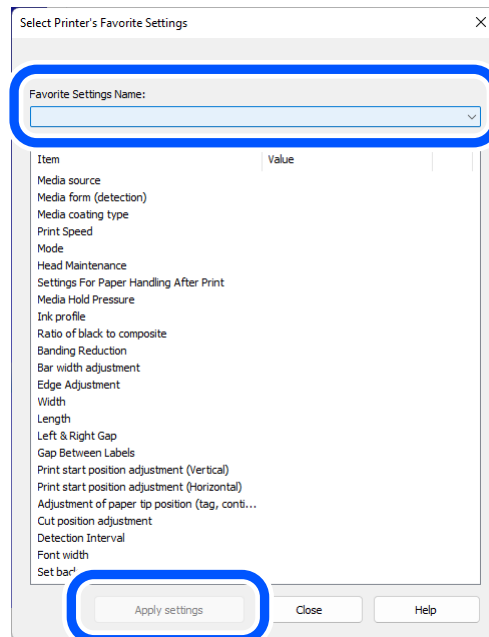 Select Printer's Favorite Settings
Favorite Settings Name:
Item Value
Media source
Media form (detection)
Media coating type
Print Speed
Mode
Head Maintenance
Settings For Paper Handling After Print
Media Hold Pressure
Ink profile
Ratio of black to composite
Banding Reduction
Bar width adjustment
Edge Adjustment
Width
Length
Left & Right Gap
Gap Between Labels
Print start position adjustment (Vertical)
Print start position adjustment (Horizontal)
Adjustment of paper tip position (tag, conti...
Cut position adjustment
Detection Interval
Font width
Set
Apply settings Close Help